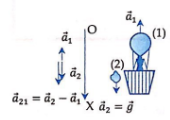 a⃗₁
O
a⃗₁
(1)
(2)
a⃗₂
a⃗₂₁ = a⃗₂ − a⃗₁
X
a⃗₂ = g⃗